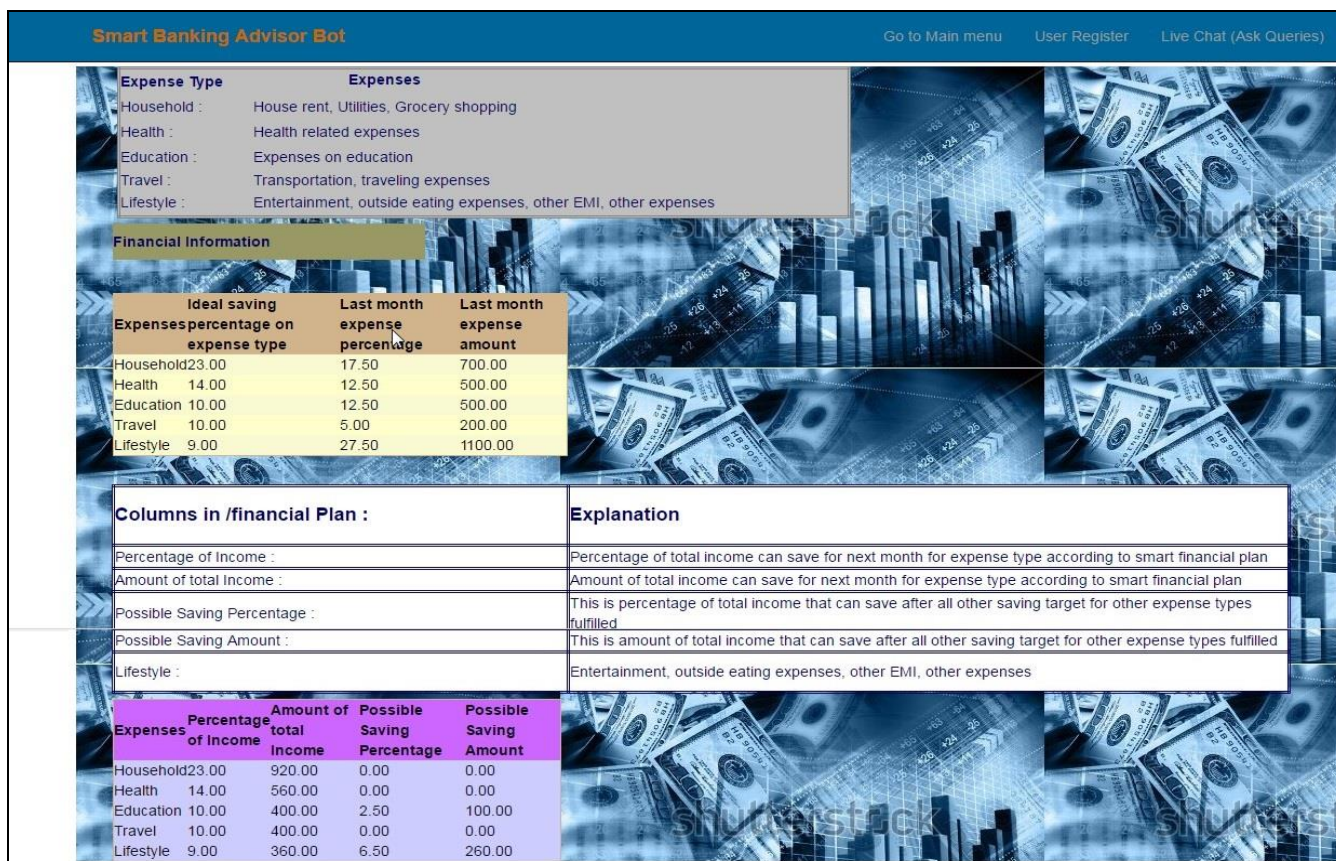 Smart Banking Advisor Bot Go to Main menu User Register Live Chat (Ask Queries)
Expense Type Expenses
Household : House rent, Utilities, Grocery shopping
Health : Health related expenses
Education : Expenses on education
Travel : Transportation, traveling expenses
Lifestyle : Entertainment, outside eating expenses, other EMI, other expenses
Financial Information
Expenses Ideal saving percentage on expense type Last month expense percentage Last month expense amount
Household 23.00 17.50 700.00
Health 14.00 12.50 500.00
Education 10.00 12.50 500.00
Travel 10.00 5.00 200.00
Lifestyle 9.00 27.50 1100.00
Columns in /financial Plan : Explanation
Percentage of Income : Percentage of total income can save for next month for expense type according to smart financial plan
Amount of total Income : Amount of total income can save for next month for expense type according to smart financial plan
Possible Saving Percentage : This is percentage of total income that can save after all other saving target for other expense types
fulfilled
Possible Saving Amount : This is amount of total income that can save after all other saving target for other expense types fulfilled
Lifestyle : Entertainment, outside eating expenses, other EMI, other expenses
Expenses Percentage of Income Amount of total Income Possible Saving Percentage Possible Saving Amount
Household 23.00 920.00 0.00 0.00
Health 14.00 560.00 0.00 0.00
Education 10.00 400.00 2.50 100.00
Travel 10.00 400.00 0.00 0.00
Lifestyle 9.00 360.00 6.50 260.00
shutterstock